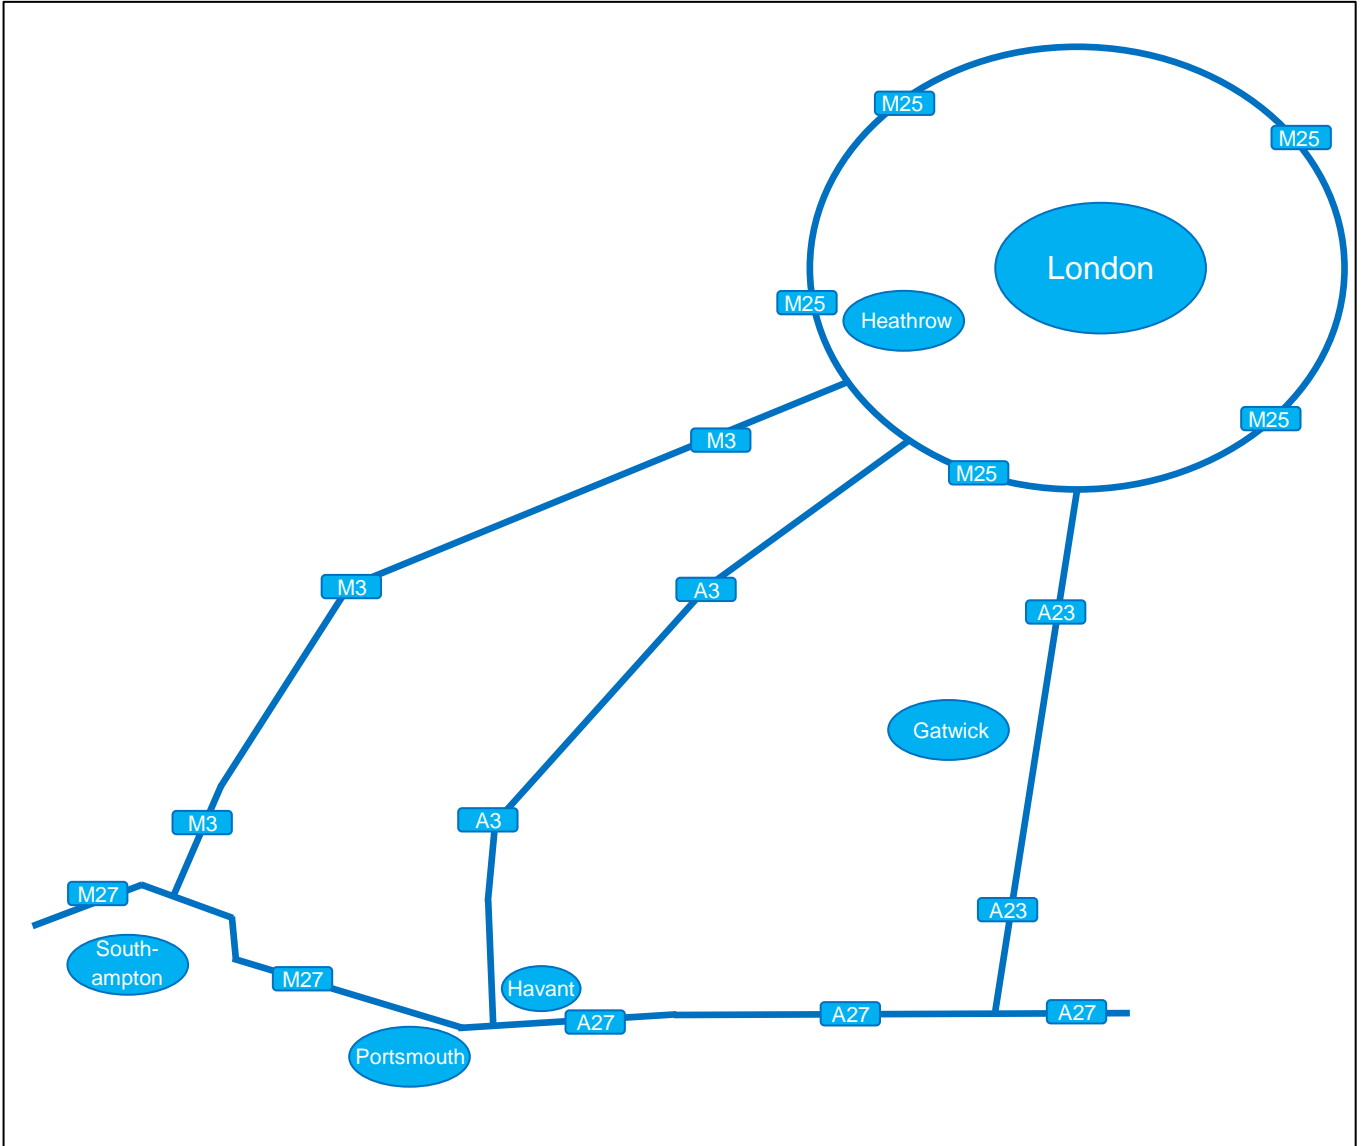 M25
M25
London
M25
Heathrow
M25
M3
M25
M3
A3
A23
Gatwick
M3
A3
M27
A23
South-
ampton
M27
Havant
A27
A27
A27
Portsmouth